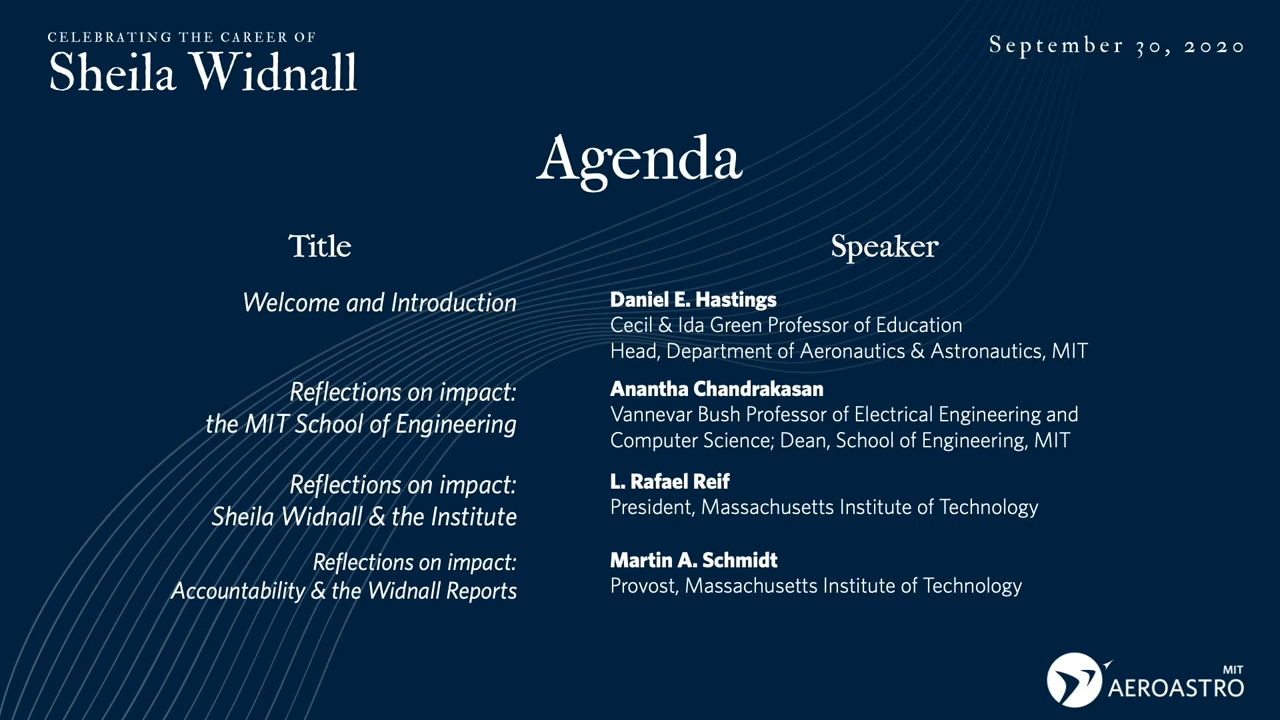 CELEBRATING THE CAREER OF
Sheila Widnall
September 30, 2020
Agenda
Title
Speaker
Welcome and Introduction
Daniel E. Hastings
Cecil & Ida Green Professor of Education
Head, Department of Aeronautics & Astronautics, MIT
Reflections on impact:
the MIT School of Engineering
Anantha Chandrakasan
Vannevar Bush Professor of Electrical Engineering and
Computer Science; Dean, School of Engineering, MIT
Reflections on impact:
Sheila Widnall & the Institute
L. Rafael Reif
President, Massachusetts Institute of Technology
Reflections on impact:
Accountability & the Widnall Reports
Martin A. Schmidt
Provost, Massachusetts Institute of Technology
MIT
AEROASTRO